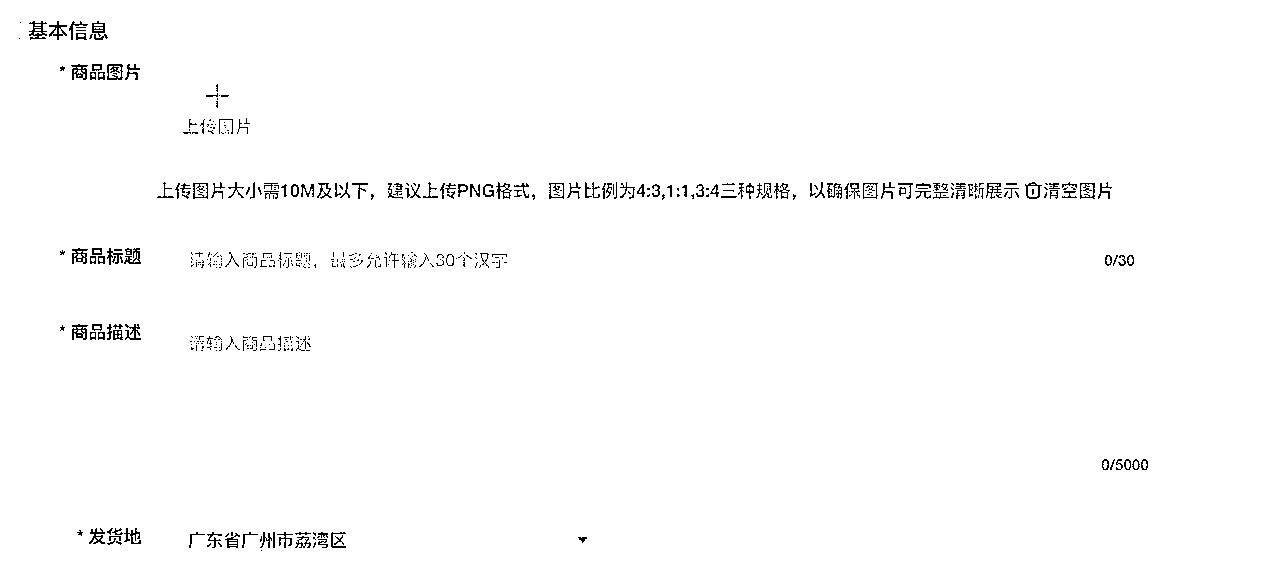 基本信息
* 商品图片
上传图片
上传图片大小需10M及以下，建议上传PNG格式，图片比例为4:3,1:1,3:4三种规格，以确保图片可完整清晰展示 清空图片
* 商品标题 请输入商品标题，最多允许输入30个汉字 0/30
* 商品描述 请输入商品描述
0/5000
* 发货地 广东省广州市荔湾区